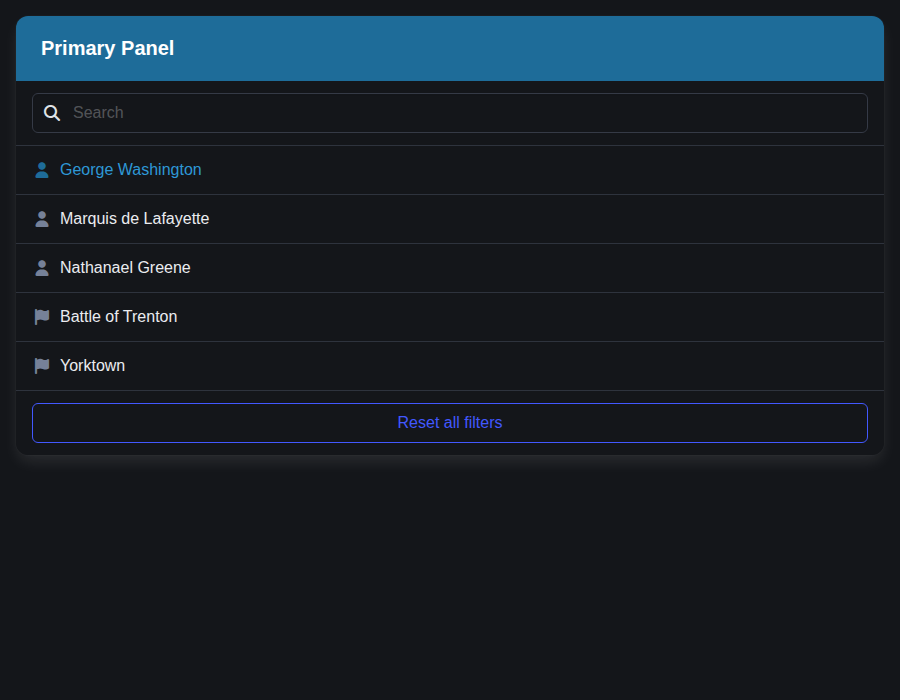 Primary Panel
Search
George Washington
Marquis de Lafayette
Nathanael Greene
Battle of Trenton
Yorktown
Reset all filters